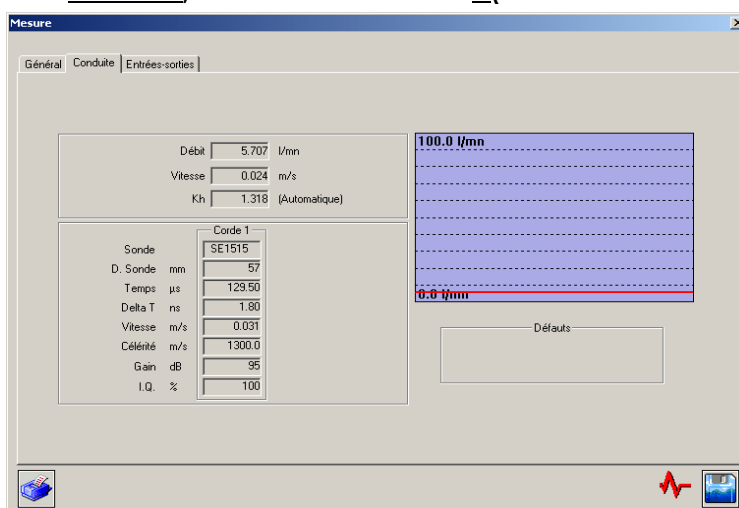 Mesure
Général Conduite Entrées-sorties
Débit 5.707 l/mn
Vitesse 0.024 m/s
Kh 1.318 (Automatique)
100.0 l/mn
0.0 l/mn
Corde 1
Sonde SE1515
D. Sonde mm 57
Temps µs 129.50
Delta T ns 1.80
Vitesse m/s 0.031
Célérité m/s 1300.0
Gain dB 95
I.Q. % 100
Défauts